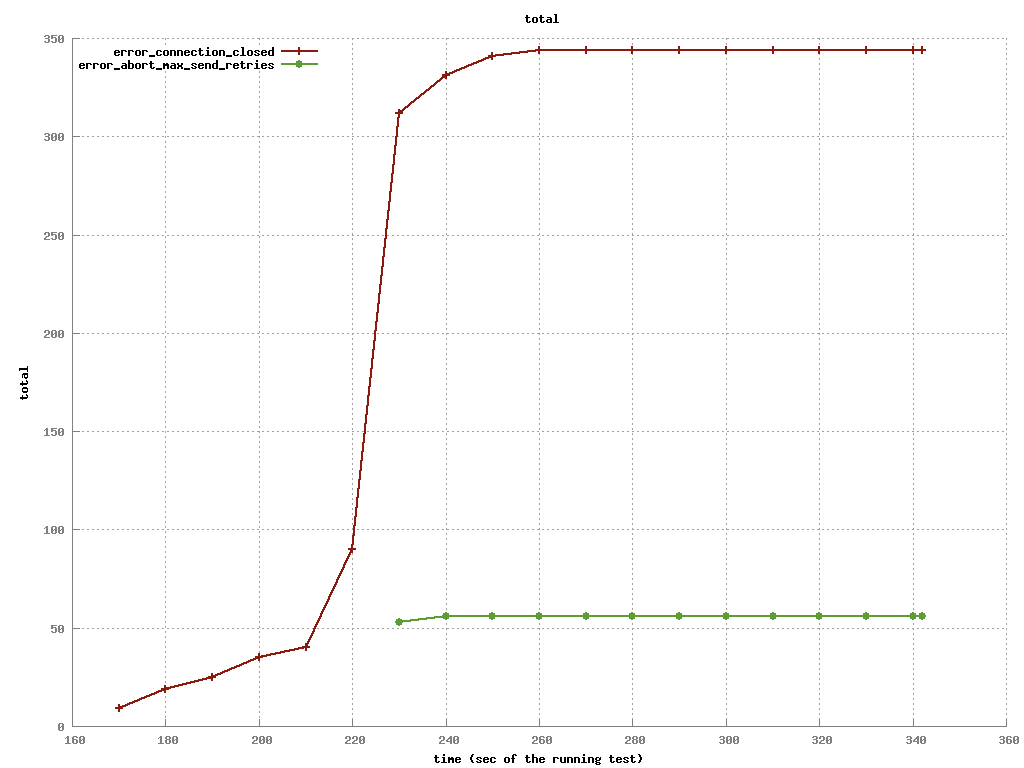 total
error_connection_closed
error_abort_max_send_retries
350
300
250
200
150
100
50
0
total
160 180 200 220 240 260 280 300 320 340 360
time (sec of the running test)